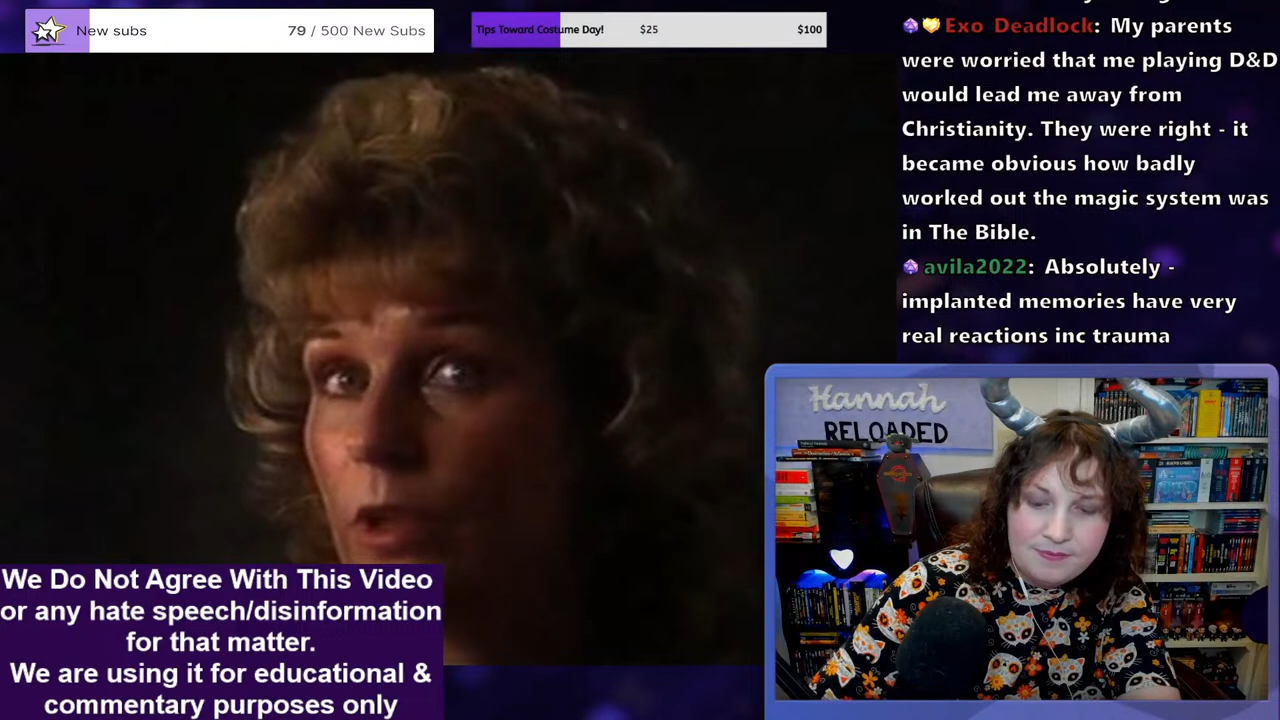 New subs
79 / 500 New Subs
Tips Toward Costume Day!
$25
$100
Exo Deadlock: My parents
were worried that me playing D&D
would lead me away from
Christianity. They were right - it
became obvious how badly
worked out the magic system was
in The Bible.
avila2022: Absolutely -
implanted memories have very
real reactions inc trauma
Hannah
RELOADED
We Do Not Agree With This Video
or any hate speech/disinformation
for that matter.
We are using it for educational &
commentary purposes only